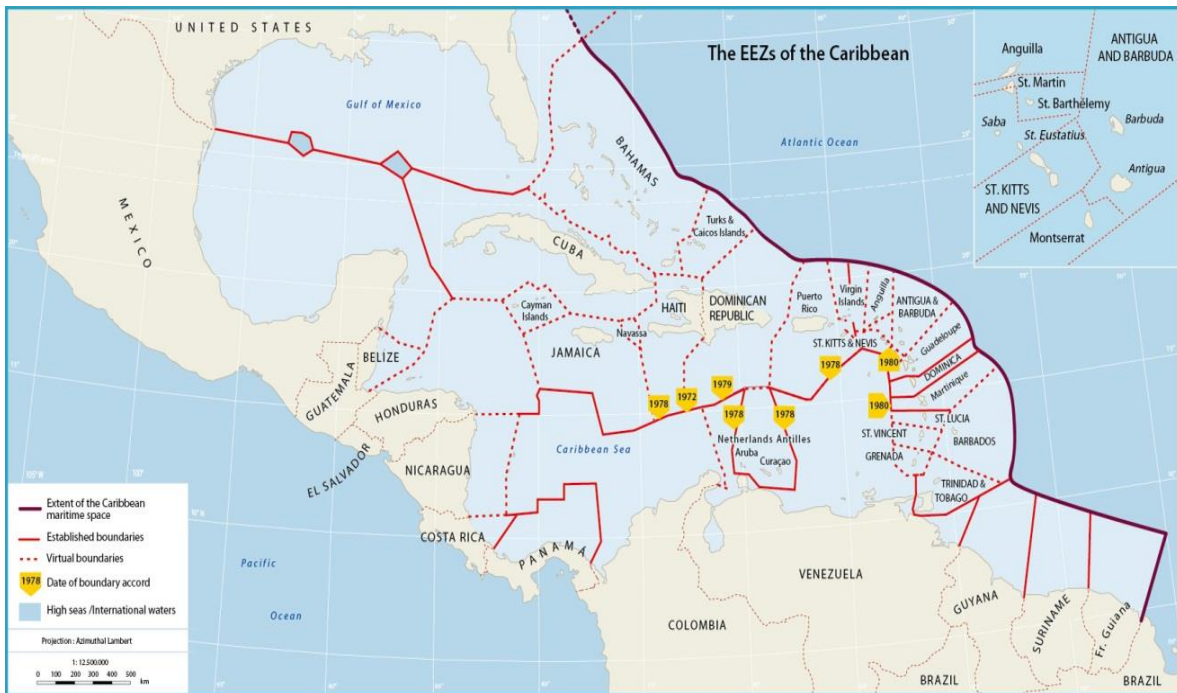 The EEZs of the Caribbean
UNITED STATES
Gulf of Mexico
Atlantic Ocean
BAHAMAS
MEXICO
CUBA
Turks &
Caicos Islands
Cayman
Islands
HAITI
DOMINICAN
REPUBLIC
Puerto
Rico
Virgin
Islands
Anguilla
ANTIGUA &
BARBUDA
Navassa
JAMAICA
BELIZE
ST. KITTS & NEVIS
Guadeloupe
DOMINICA
Martinique
GUATEMALA
HONDURAS
EL SALVADOR
NICARAGUA
Caribbean Sea
1978
1972
1979
1978
1978
1978
1980
1980
Netherlands Antilles
Aruba
Curaçao
ST. LUCIA
ST. VINCENT
BARBADOS
GRENADA
TRINIDAD &
TOBAGO
COSTA RICA
PANAMÁ
VENEZUELA
COLOMBIA
GUYANA
SURINAME
Fr. Guiana
BRAZIL
BRAZIL
Pacific
Ocean
Anguilla
ANTIGUA
AND BARBUDA
St. Martin
St. Barthélemy
Saba
St. Eustatius
Barbuda
Antigua
ST. KITTS
AND NEVIS
Montserrat
Extent of the Caribbean
maritime space
Established boundaries
Virtual boundaries
1978
Date of boundary accord
High seas /International waters
Projection : Azimuthal Lambert
1: 12.500.000
0 100 200 300 400 500
km